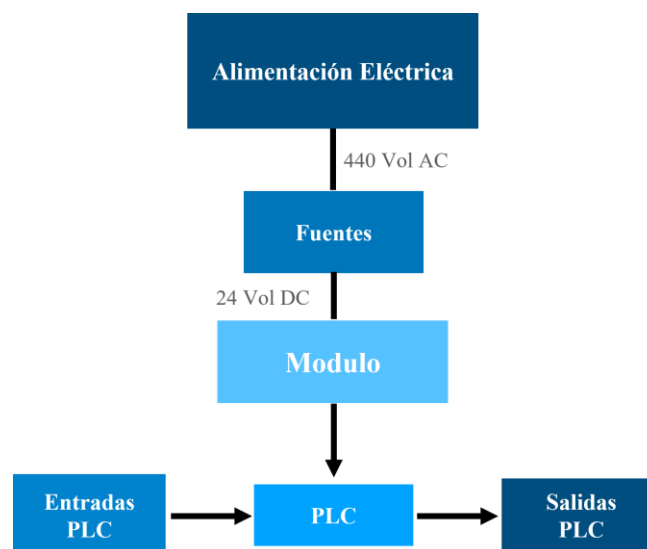 Alimentación Eléctrica
440 Vol AC
Fuentes
24 Vol DC
Modulo
Entradas
PLC
PLC
Salidas
PLC